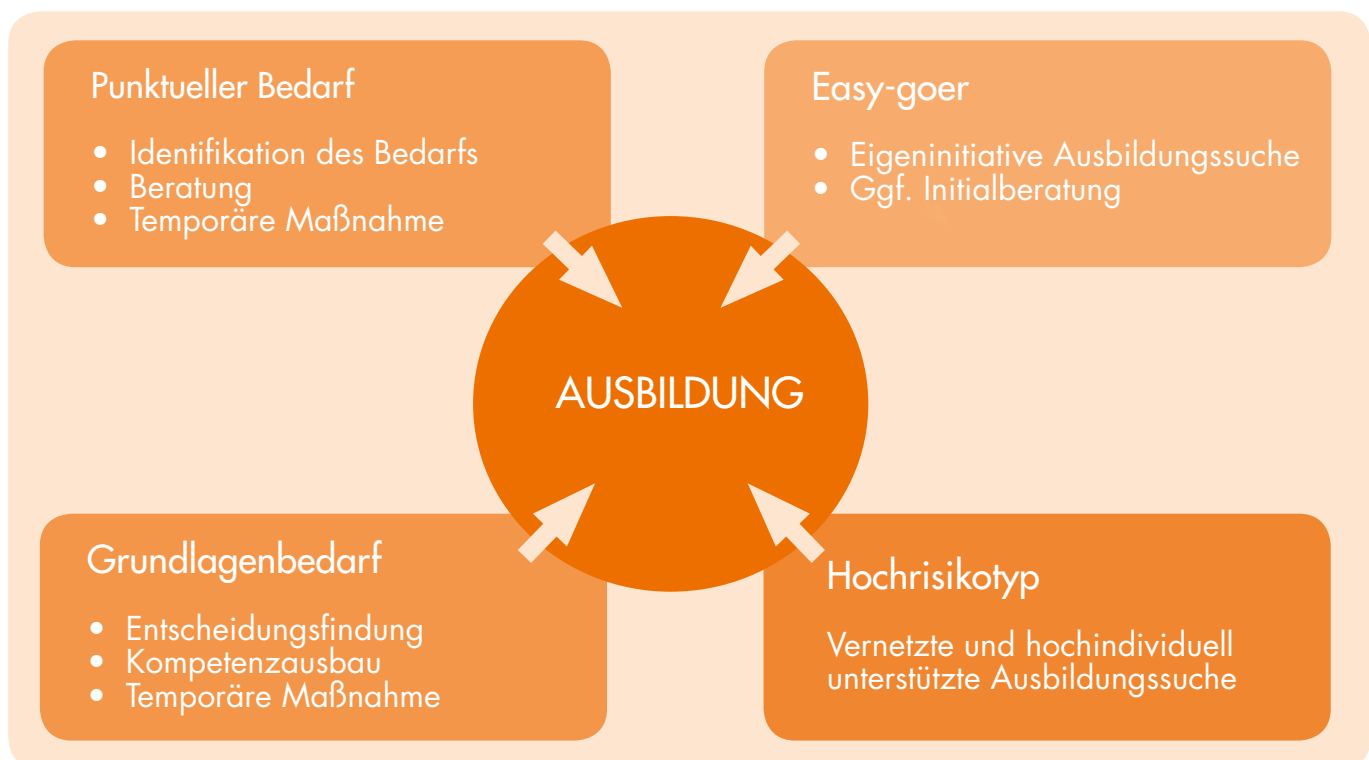 Punktueller Bedarf
• Identifikation des Bedarfs
• Beratung
• Temporäre Maßnahme
Easy-goer
• Eigeninitiative Ausbildungssuche
• Ggf. Initialberatung
AUSBILDUNG
Grundlagenbedarf
• Entscheidungsfindung
• Kompetenzausbau
• Temporäre Maßnahme
Hochrisikotyp
Vernetzte und hochindividuell
unterstützte Ausbildungssuche